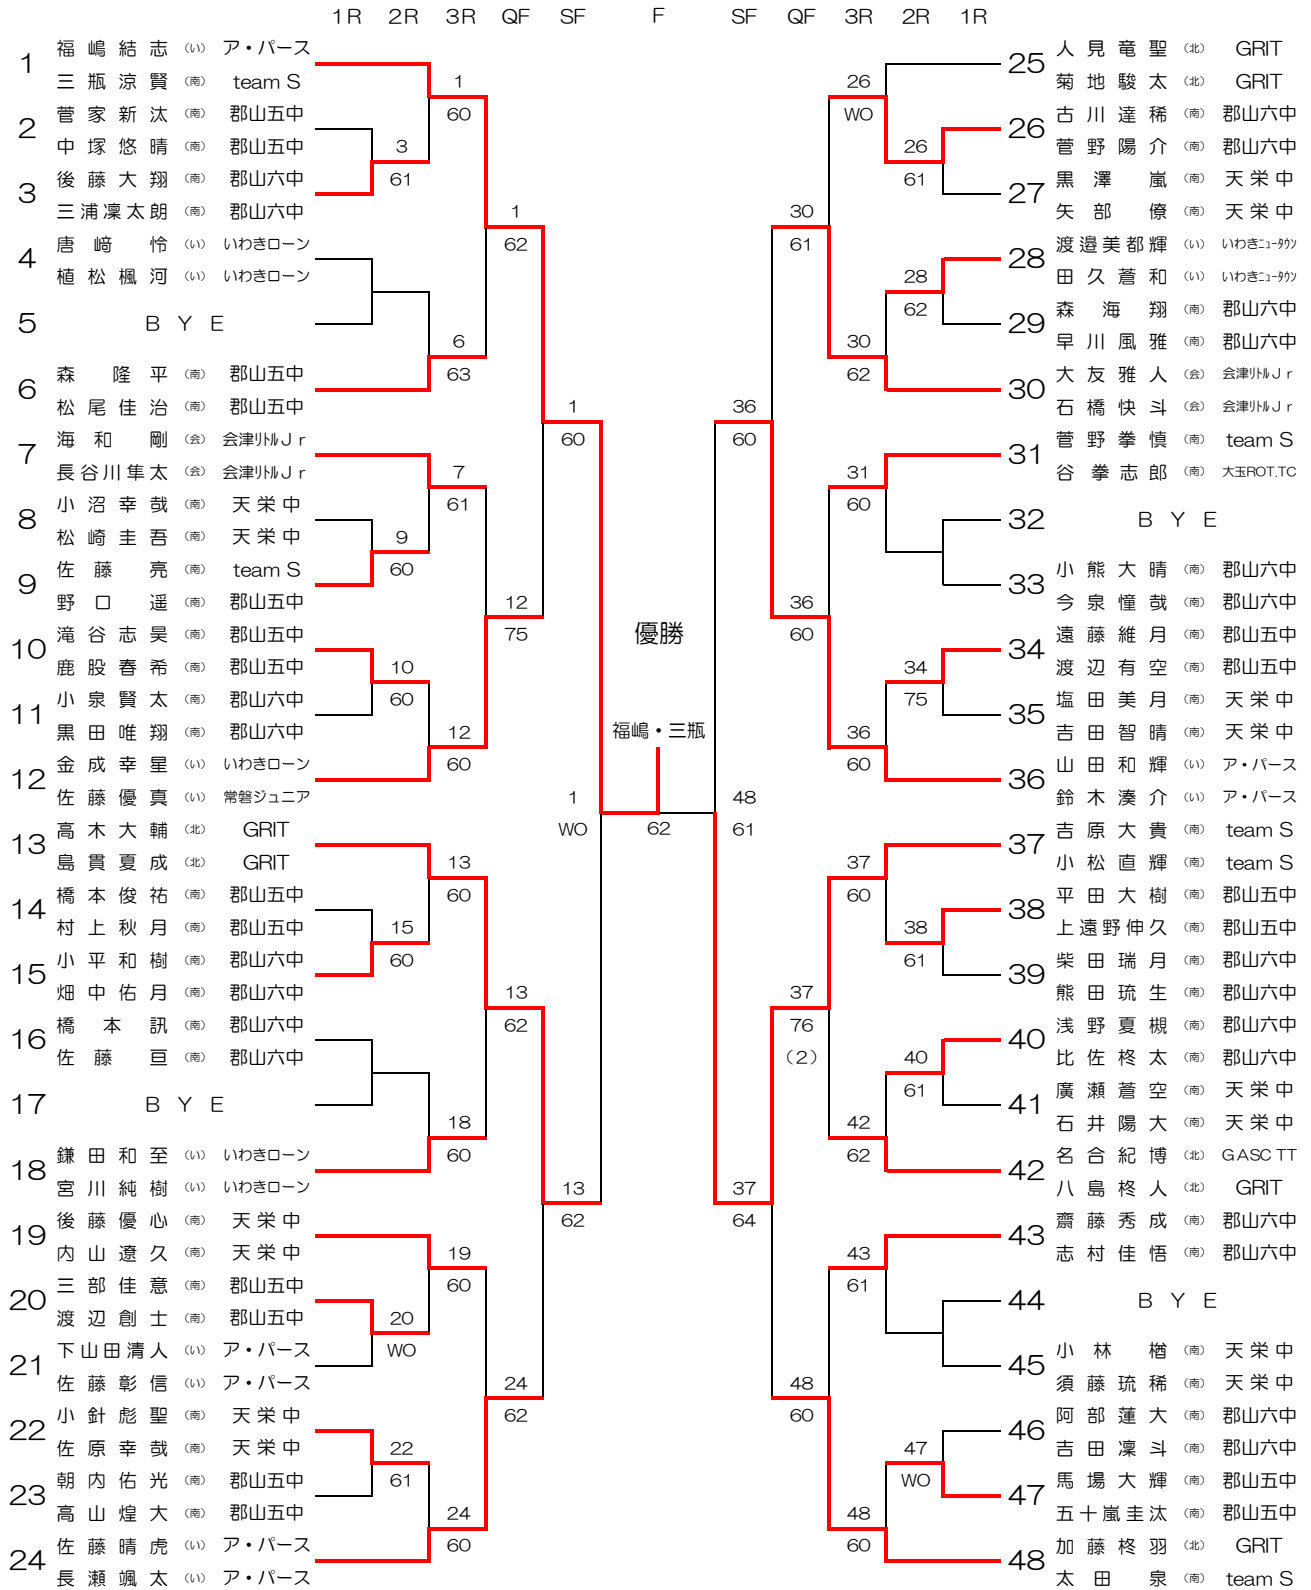 1R 2R 3R QF SF F SF QF 3R 2R 1R
1 福嶋結志 (い) ア・パース
三瓶涼賢 (南) team S
2 菅家新汰 (南) 郡山五中
中塚悠晴 (南) 郡山五中
3 後藤大翔 (南) 郡山六中
三浦凜太朗 (南) 郡山六中
4 唐﨑怜 (い) いわきローン
植松楓河 (い) いわきローン
5 BYE
6 森隆平 (南) 郡山五中
松尾佳治 (南) 郡山五中
7 海和剛 (会) 会津リトルJr
長谷川隼太 (会) 会津リトルJr
8 小沼幸哉 (南) 天栄中
松崎圭吾 (南) 天栄中
9 佐藤亮 (南) team S
野口遥 (南) 郡山五中
10 滝谷志昊 (南) 郡山五中
鹿股春希 (南) 郡山五中
11 小泉賢太 (南) 郡山六中
黒田唯翔 (南) 郡山六中
12 金成幸星 (い) いわきローン
佐藤優真 (い) 常磐ジュニア
13 高木大輔 (北) GRIT
島貫夏成 (北) GRIT
14 橋本俊祐 (南) 郡山五中
村上秋月 (南) 郡山五中
15 小平和樹 (南) 郡山六中
畑中佑月 (南) 郡山六中
16 橋本訊 (南) 郡山六中
佐藤亘 (南) 郡山六中
17 BYE
18 鎌田和至 (い) いわきローン
宮川純樹 (い) いわきローン
19 後藤優心 (南) 天栄中
内山遼久 (南) 天栄中
20 三部佳意 (南) 郡山五中
渡辺創士 (南) 郡山五中
21 下山田清人 (い) ア・パース
佐藤彰信 (い) ア・パース
22 小針彪聖 (南) 天栄中
佐原幸哉 (南) 天栄中
23 朝内佑光 (南) 郡山五中
高山煌大 (南) 郡山五中
24 佐藤晴虎 (い) ア・パース
長瀬颯太 (い) ア・パース
3
61
9
60
10
60
15
60
20
WO
22
61
1
60
6
63
7
61
12
60
13
60
18
60
19
60
24
60
1
62
12
75
13
62
24
62
1
60
13
62
1
WO
優勝
福嶋・三瓶
62
48
61
36
60
37
64
30
61
36
60
37
76
(2)
48
60
26
WO
30
62
31
60
36
60
37
60
42
62
43
61
48
60
26
61
28
62
34
75
38
61
40
61
47
WO
25 人見竜聖 (北) GRIT
菊地駿太 (北) GRIT
26 古川達稀 (南) 郡山六中
菅野陽介 (南) 郡山六中
27 黒澤嵐 (南) 天栄中
矢部僚 (南) 天栄中
28 渡邉美都輝 (い) いわきニュータウン
田久蒼和 (い) いわきニュータウン
29 森海翔 (南) 郡山六中
早川風雅 (南) 郡山六中
30 大友雅人 (会) 会津リトルJr
石橋快斗 (会) 会津リトルJr
31 菅野拳慎 (南) team S
谷拳志郎 (南) 大玉ROT.TC
32 BYE
33 小熊大晴 (南) 郡山六中
今泉憧哉 (南) 郡山六中
34 遠藤維月 (南) 郡山五中
渡辺有空 (南) 郡山五中
35 塩田美月 (南) 天栄中
吉田智晴 (南) 天栄中
36 山田和輝 (い) ア・パース
鈴木湊介 (い) ア・パース
37 吉原大貴 (南) team S
小松直輝 (南) team S
38 平田大樹 (南) 郡山五中
上遠野伸久 (南) 郡山五中
39 柴田瑞月 (南) 郡山六中
熊田琉生 (南) 郡山六中
40 浅野夏槻 (南) 郡山六中
比佐柊太 (南) 郡山六中
41 廣瀬蒼空 (南) 天栄中
石井陽大 (南) 天栄中
42 名合紀博 (北) GASC TT
八島柊人 (北) GRIT
43 齋藤秀成 (南) 郡山六中
志村佳悟 (南) 郡山六中
44 BYE
45 小林楢 (南) 天栄中
須藤琉稀 (南) 天栄中
46 阿部蓮大 (南) 郡山六中
吉田凜斗 (南) 郡山六中
47 馬場大輝 (南) 郡山五中
五十嵐圭汰 (南) 郡山五中
48 加藤柊羽 (北) GRIT
太田泉 (南) team S